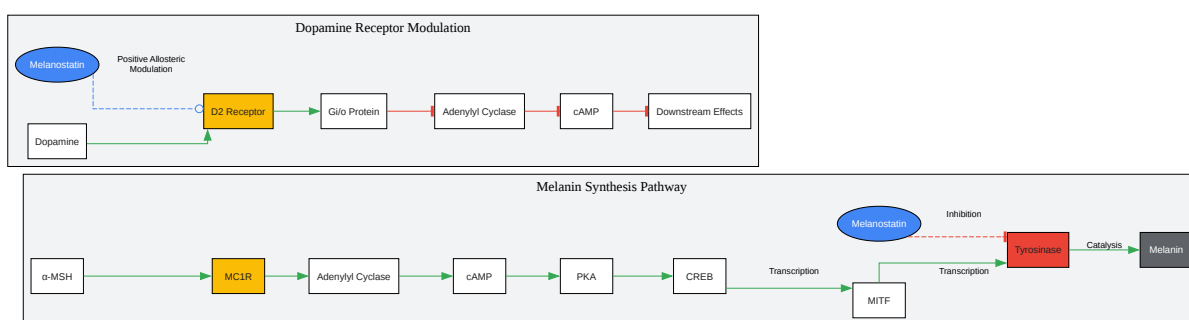 Dopamine Receptor Modulation
Melanostatin
Positive Allosteric
Modulation
D2 Receptor
Gi/o Protein
Adenylyl Cyclase
cAMP
Downstream Effects
Dopamine
Melanin Synthesis Pathway
Melanostatin
Inhibition
Tyrosinase
Catalysis
Melanin
α-MSH
MC1R
Adenylyl Cyclase
cAMP
PKA
CREB
Transcription
Transcription
MITF